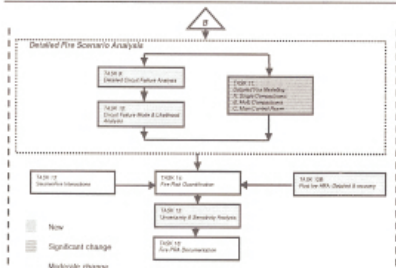 B
Detailed Fire Scenario Analysis
TASK 9
Detailed Circuit Failure Analysis
TASK 10
Circuit Failure Mode & Likelihood
Analysis
TASK 11
Detailed Fire Modeling
A. Single Compartment
B. Multi Compartment
C. Main Control Room
TASK 13
Seismic-Fire Interactions
TASK 14
Fire Risk Quantification
TASK 12B
Post fire HRA: Detailed & recovery
TASK 15
Uncertainty & Sensitivity Analysis
TASK 16
Fire PRA Documentation
New
Significant change
Moderate change